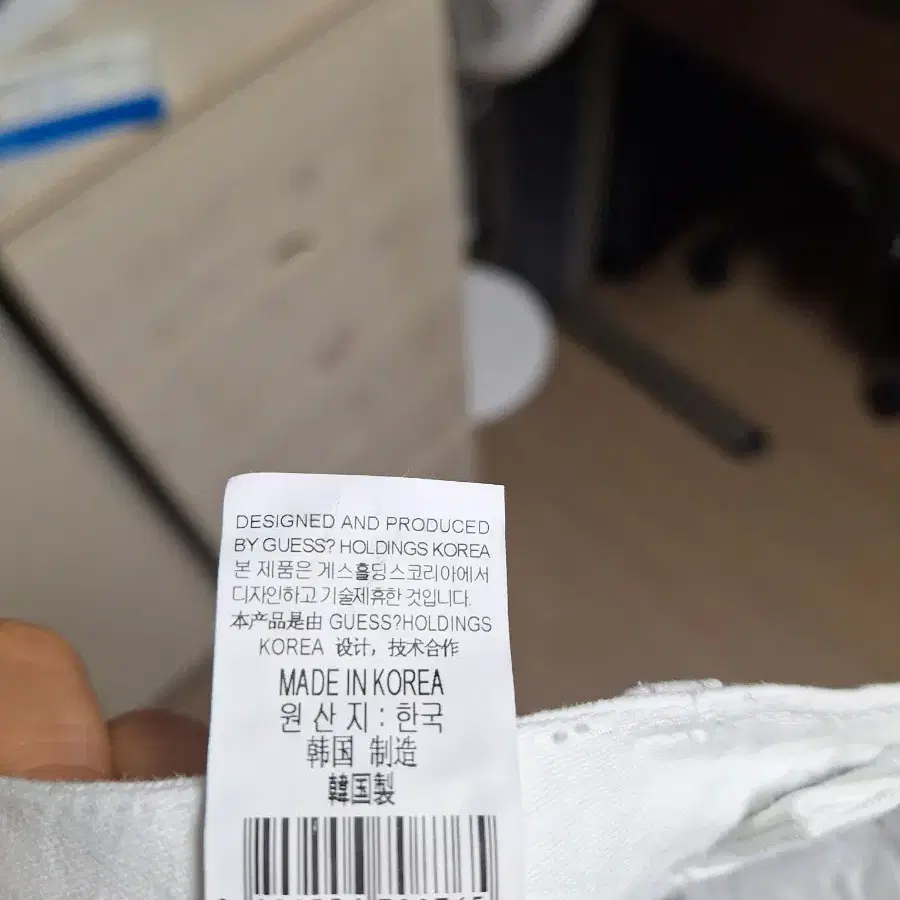 DESIGNED AND PRODUCED
BY GUESS? HOLDINGS KOREA
본 제품은 게스홀딩스코리아에서
디자인하고 기술제휴한 것입니다.
本产品是由 GUESS?HOLDINGS
KOREA 设计，技术合作
MADE IN KOREA
원 산 지 : 한국
韩国 制造
韓国製